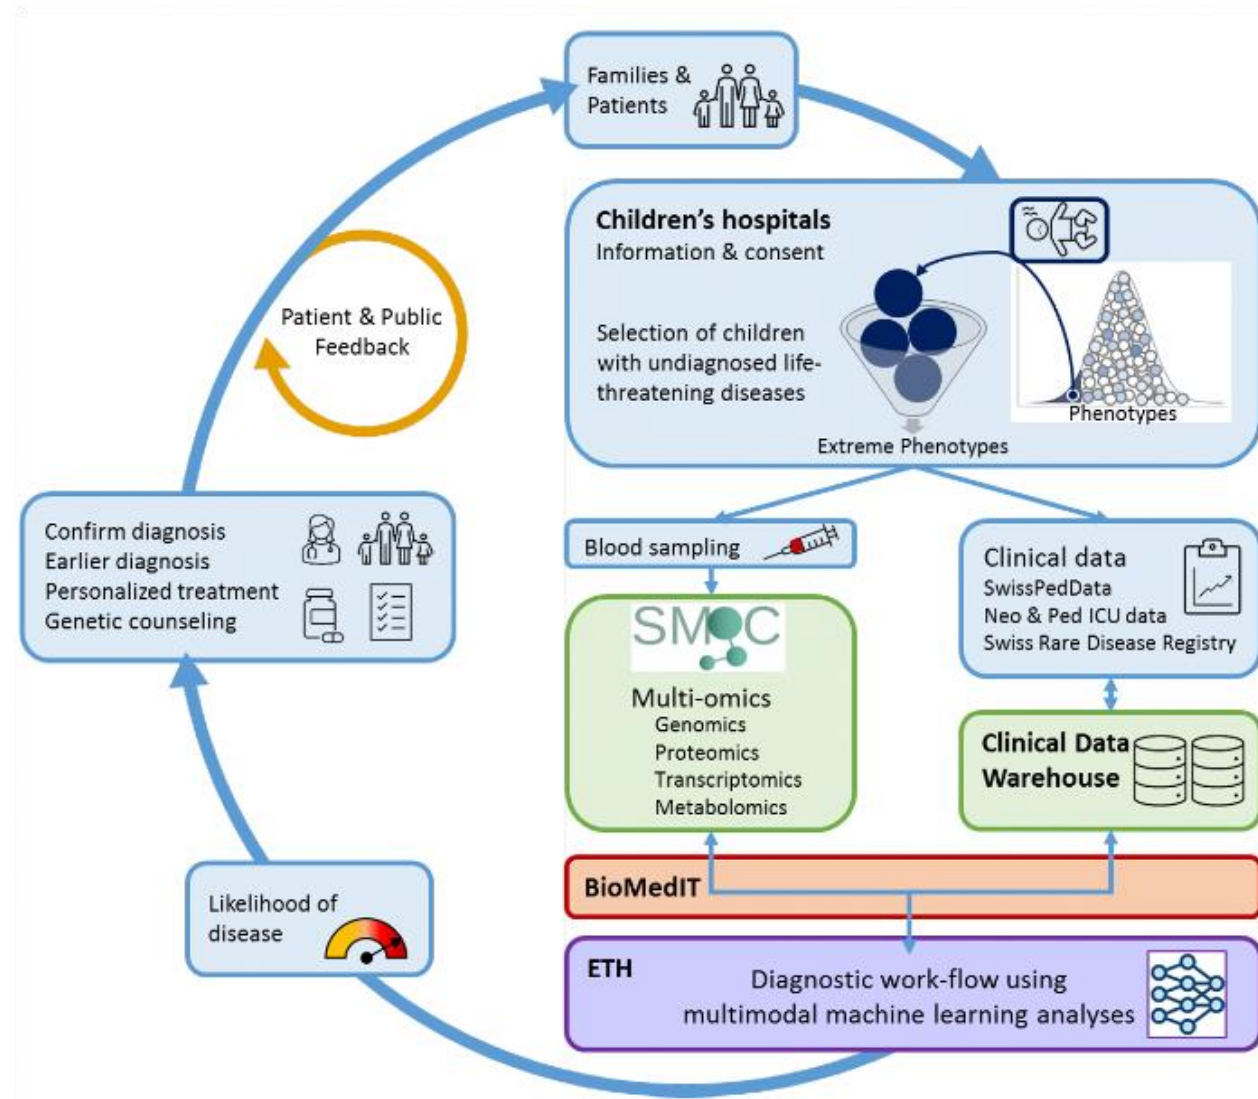 Families &
Patients
Children's hospitals
Information & consent
Selection of children
with undiagnosed life-
threatening diseases
Phenotypes
Extreme Phenotypes
Patient & Public
Feedback
Blood sampling
Clinical data
SwissPedData
Neo & Ped ICU data
Swiss Rare Disease Registry
Confirm diagnosis
Earlier diagnosis
Personalized treatment
Genetic counseling
SMOC
Multi-omics
Genomics
Proteomics
Transcriptomics
Metabolomics
Clinical Data
Warehouse
BioMedIT
Likelihood of
disease
ETH
Diagnostic work-flow using
multimodal machine learning analyses